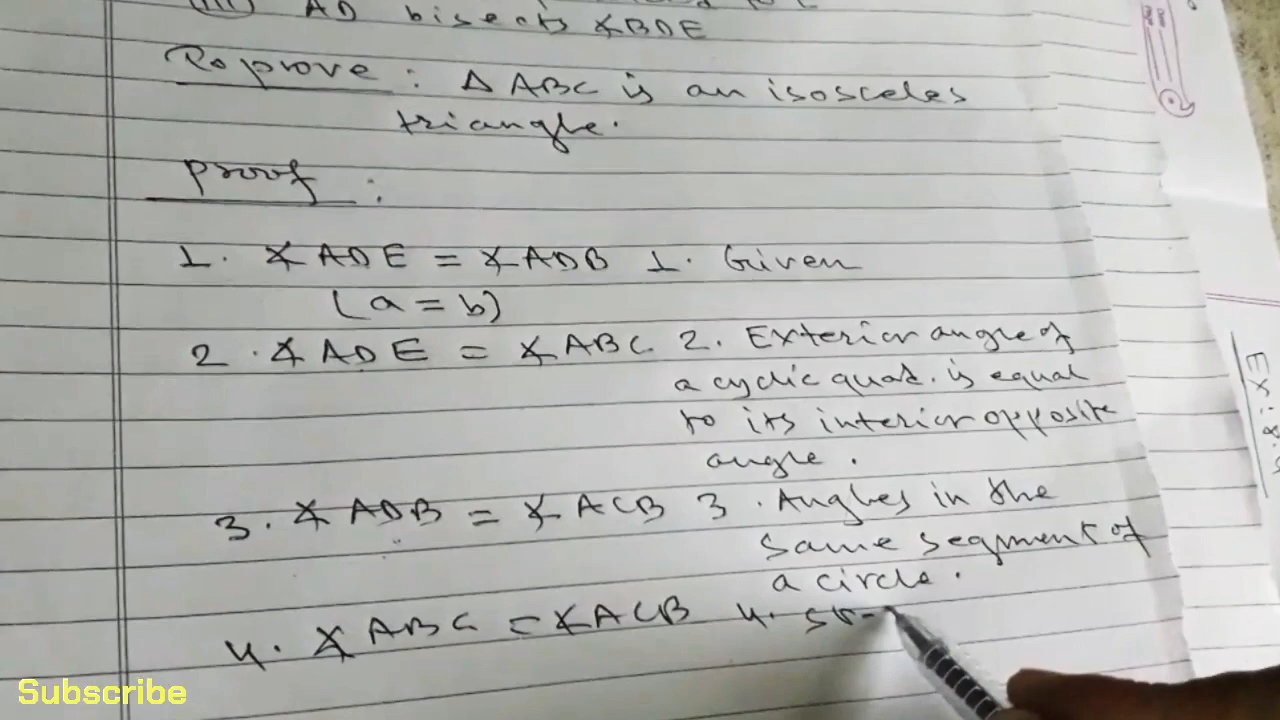 (iii) AD bisects ∡BDE
To prove : Δ ABC is an isosceles
triangle.
Proof :
1. ∡ADE = ∡ADB 1. Given
(a = b)
2. ∡ADE = ∡ABC 2. Exterior angle of
a cyclic quad. is equal
to its interior opposite
angle.
3. ∡ADB = ∡ACB 3. Angles in the
same segment of
a circle.
4. ∡ABC = ∡ACB 4.
Subscribe